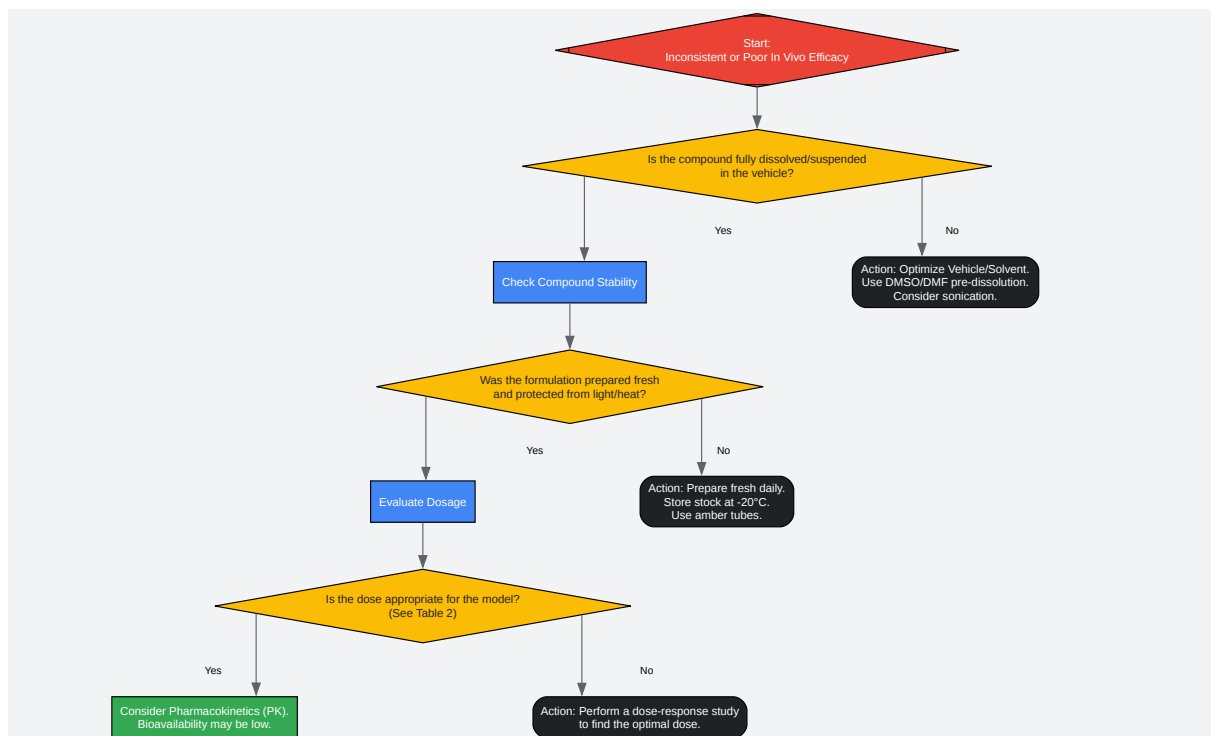 Start:
Inconsistent or Poor In Vivo Efficacy
Is the compound fully dissolved/suspended
in the vehicle?
Yes
No
Check Compound Stability
Action: Optimize Vehicle/Solvent.
Use DMSO/DMF pre-dissolution.
Consider sonication.
Was the formulation prepared fresh
and protected from light/heat?
Yes
No
Evaluate Dosage
Action: Prepare fresh daily.
Store stock at -20°C.
Use amber tubes.
Is the dose appropriate for the model?
(See Table 2)
Yes
No
Consider Pharmacokinetics (PK).
Bioavailability may be low.
Action: Perform a dose-response study
to find the optimal dose.